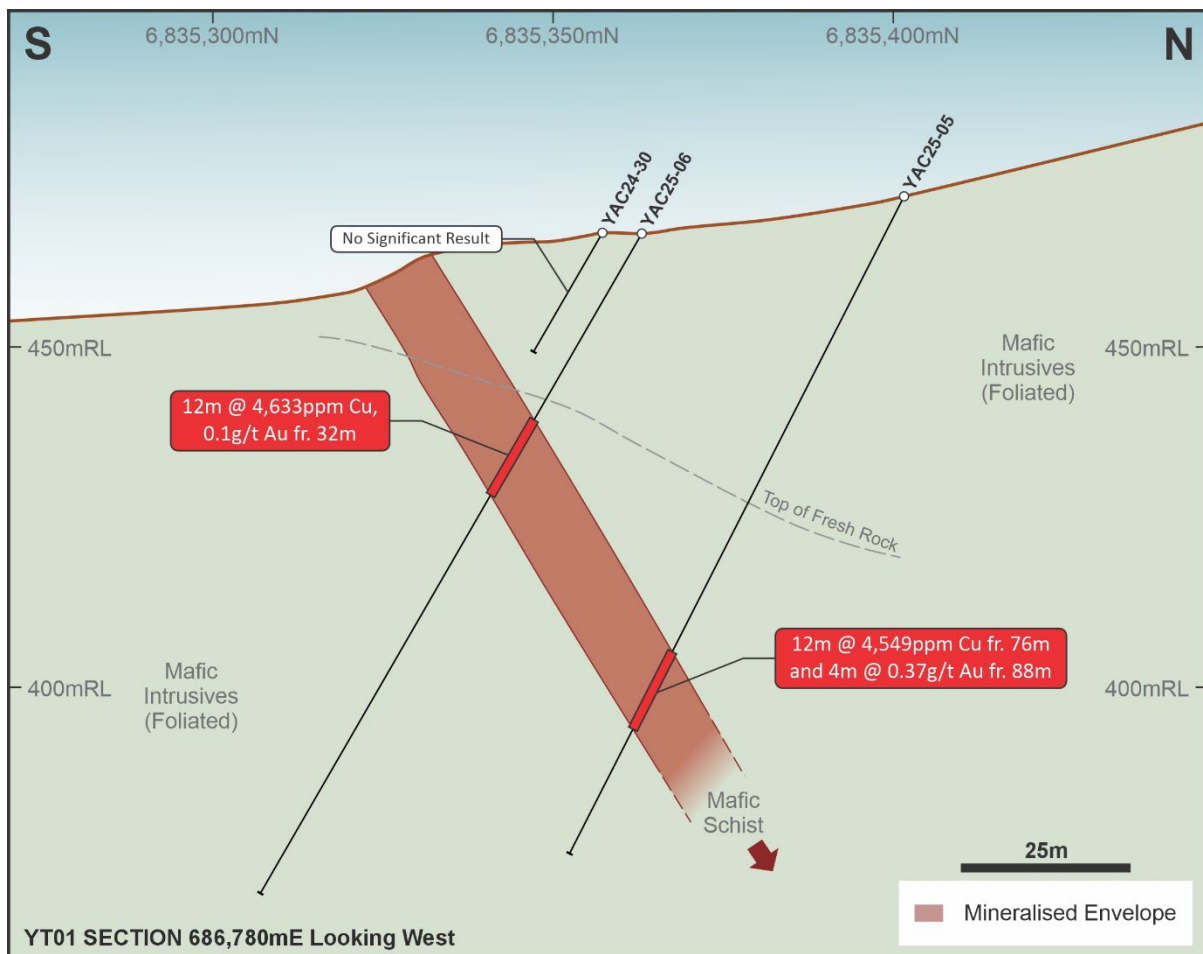 S
6,835,300mN
6,835,350mN
6,835,400mN
N
YAC24-30
YAC25-06
YAC25-05
No Significant Result
450mRL
Mafic
Intrusives
(Foliated)
450mRL
12m @ 4,633ppm Cu,
0.1g/t Au fr. 32m
Top of Fresh Rock
12m @ 4,549ppm Cu fr. 76m
and 4m @ 0.37g/t Au fr. 88m
Mafic
Intrusives
(Foliated)
400mRL
400mRL
Mafic
Schist
25m
Mineralised Envelope
YT01 SECTION 686,780mE Looking West